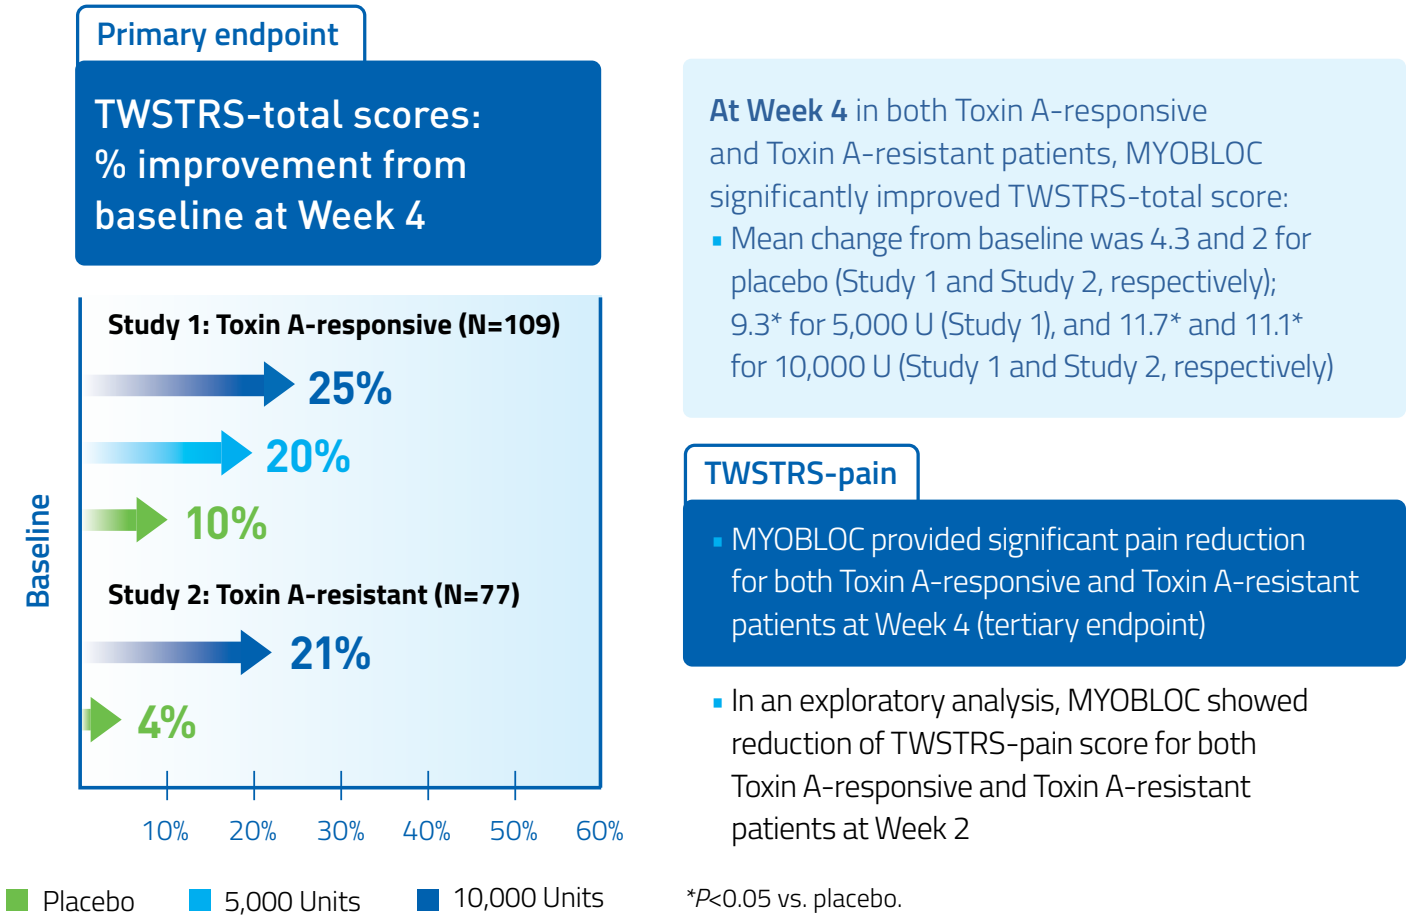 Primary endpoint
TWSTRS-total scores:
% improvement from
baseline at Week 4
Baseline
Study 1: Toxin A-responsive (N=109)
25%
20%
10%
Study 2: Toxin A-resistant (N=77)
21%
4%
10% 20% 30% 40% 50% 60%
Placebo 5,000 Units 10,000 Units
At Week 4 in both Toxin A-responsive
and Toxin A-resistant patients, MYOBLOC
significantly improved TWSTRS-total score:
▪ Mean change from baseline was 4.3 and 2 for
placebo (Study 1 and Study 2, respectively);
9.3* for 5,000 U (Study 1), and 11.7* and 11.1*
for 10,000 U (Study 1 and Study 2, respectively)
TWSTRS-pain
▪ MYOBLOC provided significant pain reduction
for both Toxin A-responsive and Toxin A-resistant
patients at Week 4 (tertiary endpoint)
▪ In an exploratory analysis, MYOBLOC showed
reduction of TWSTRS-pain score for both
Toxin A-responsive and Toxin A-resistant
patients at Week 2
*P<0.05 vs. placebo.